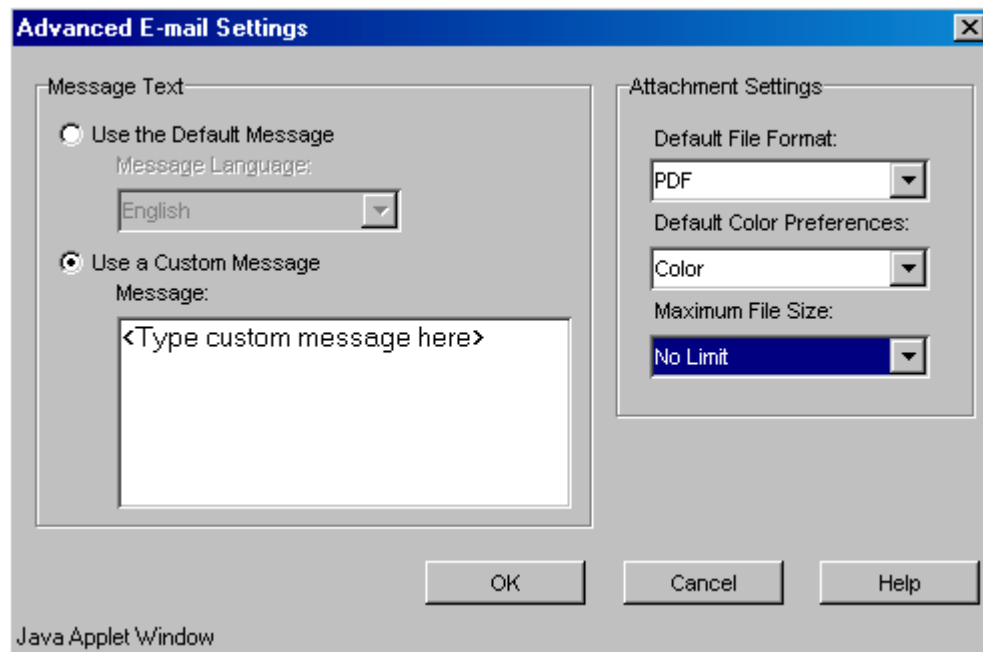 Advanced E-mail Settings
Message Text
Use the Default Message
Message Language:
English
Use a Custom Message
Message:
<Type custom message here>
Attachment Settings
Default File Format:
PDF
Default Color Preferences:
Color
Maximum File Size:
No Limit
OK
Cancel
Help
Java Applet Window